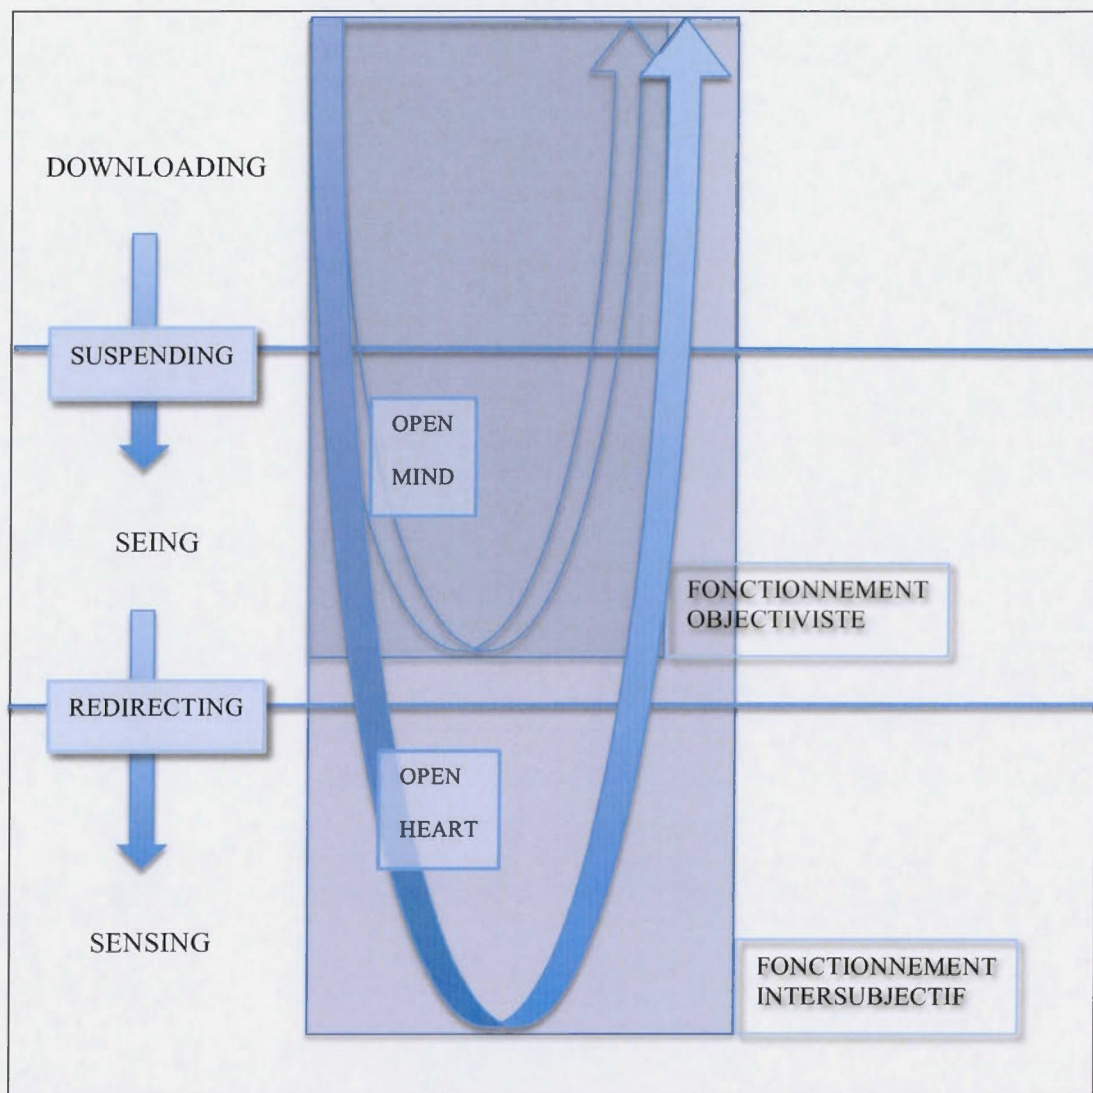 DOWNLOADING
SUSPENDING
OPEN
MIND
SEING
FONCTIONNEMENT
OBJECTIVISTE
REDIRECTING
OPEN
HEART
SENSING
FONCTIONNEMENT
INTERSUBJECTIF